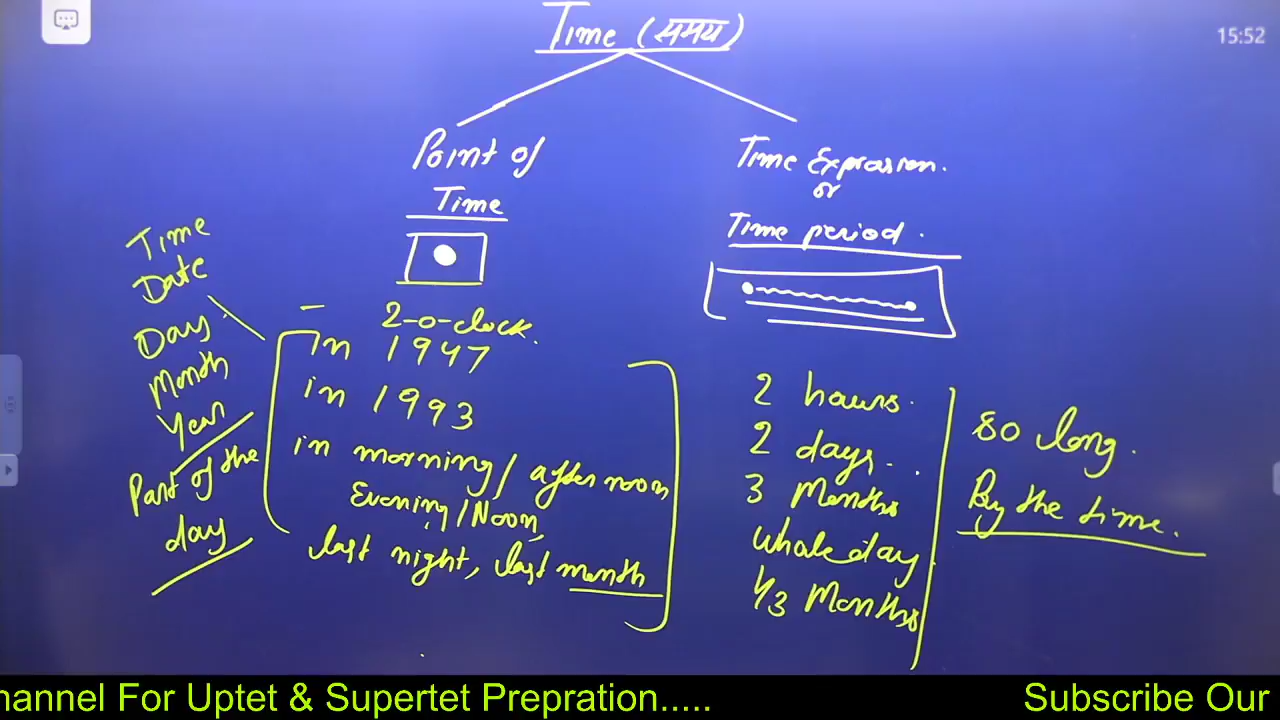 Time (समय)
15:52
Point of
Time
Time Expression.
or
Time period.
Time
Date
Day
Month
Year
Part of the
day
2-o-clock.
in 1947
in 1993
in morning / afternoon
Evening / Noon,
last night, last month
2 hours.
2 days..
3 Months
whole day
1/3 Months
so long.
By the time.
hannel For Uptet & Supertet Prepration.....
Subscribe Our